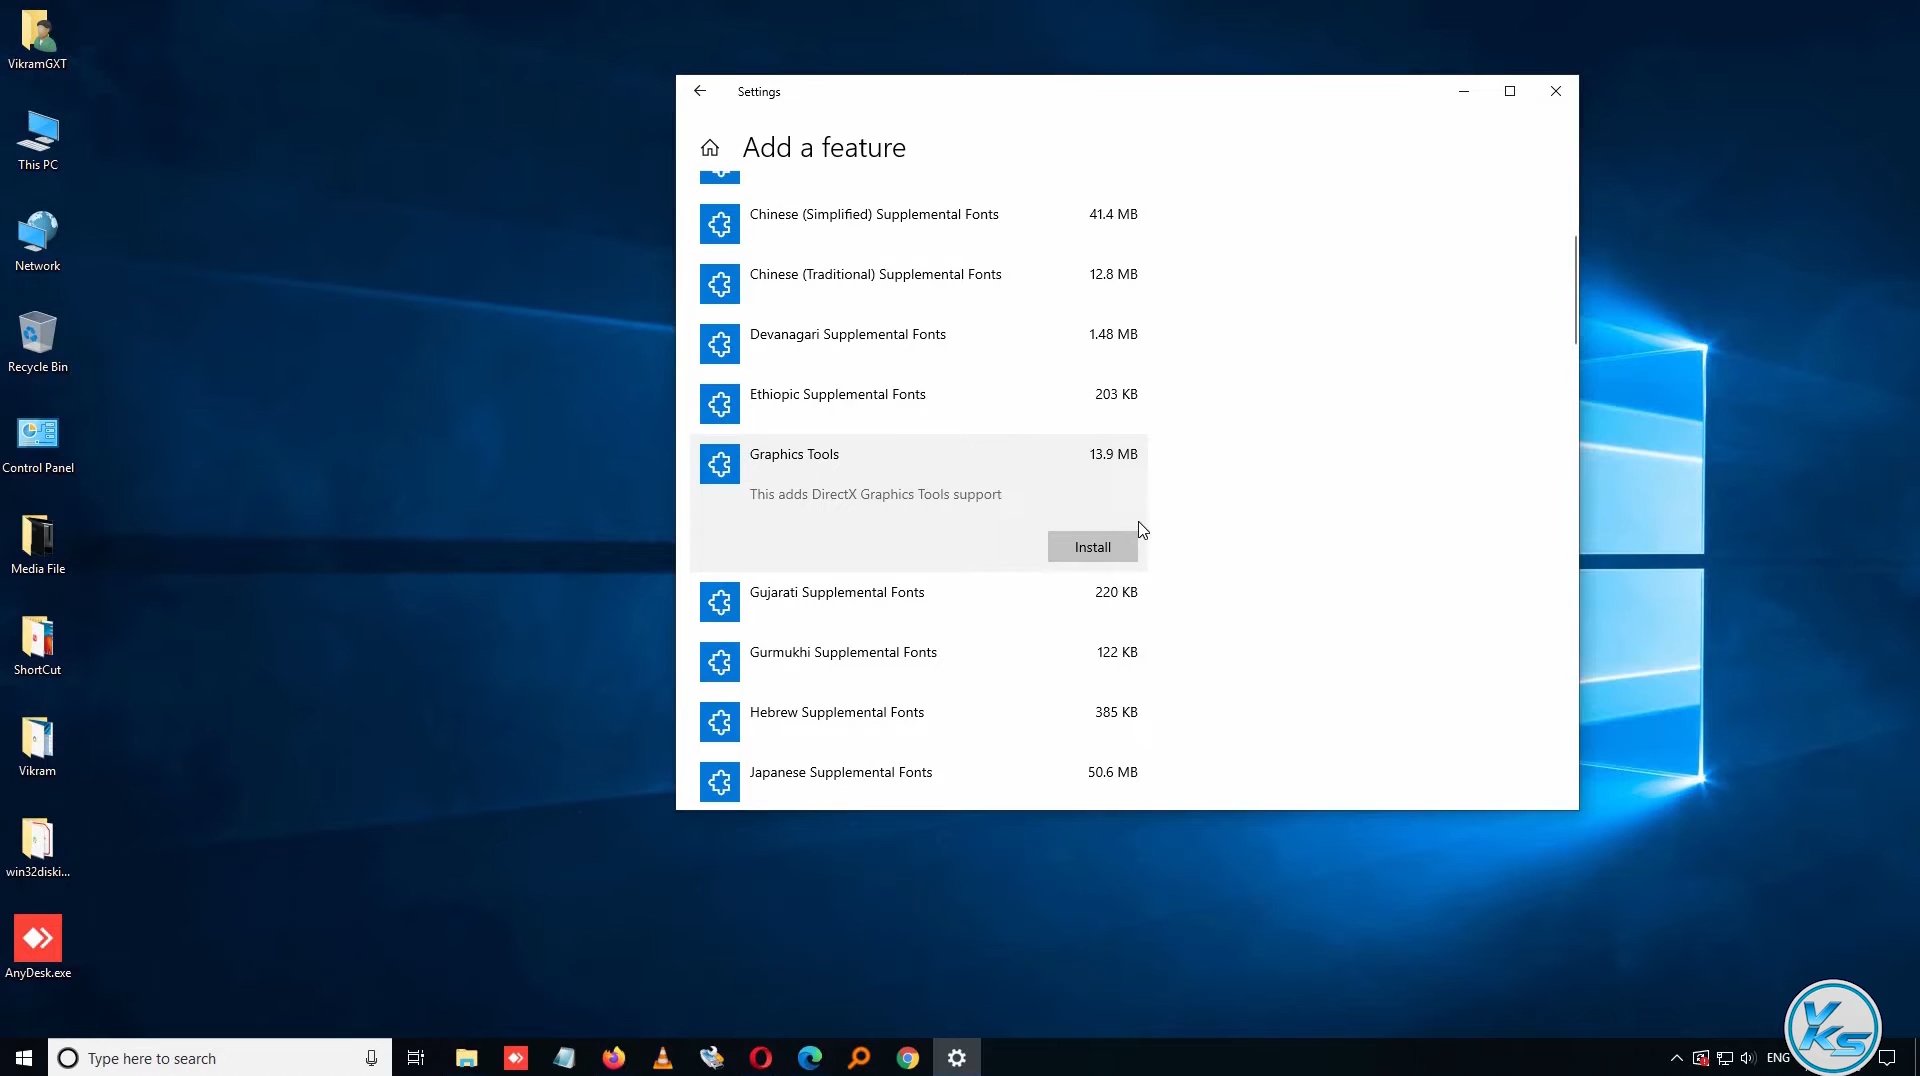 VikramGXT
This PC
Network
Recycle Bin
Control Panel
Media File
ShortCut
Vikram
win32diski...
AnyDesk.exe
Settings
Add a feature
Chinese (Simplified) Supplemental Fonts 41.4 MB
Chinese (Traditional) Supplemental Fonts 12.8 MB
Devanagari Supplemental Fonts 1.48 MB
Ethiopic Supplemental Fonts 203 KB
Graphics Tools 13.9 MB
This adds DirectX Graphics Tools support
Install
Gujarati Supplemental Fonts 220 KB
Gurmukhi Supplemental Fonts 122 KB
Hebrew Supplemental Fonts 385 KB
Japanese Supplemental Fonts 50.6 MB
Type here to search
ENG
VKS